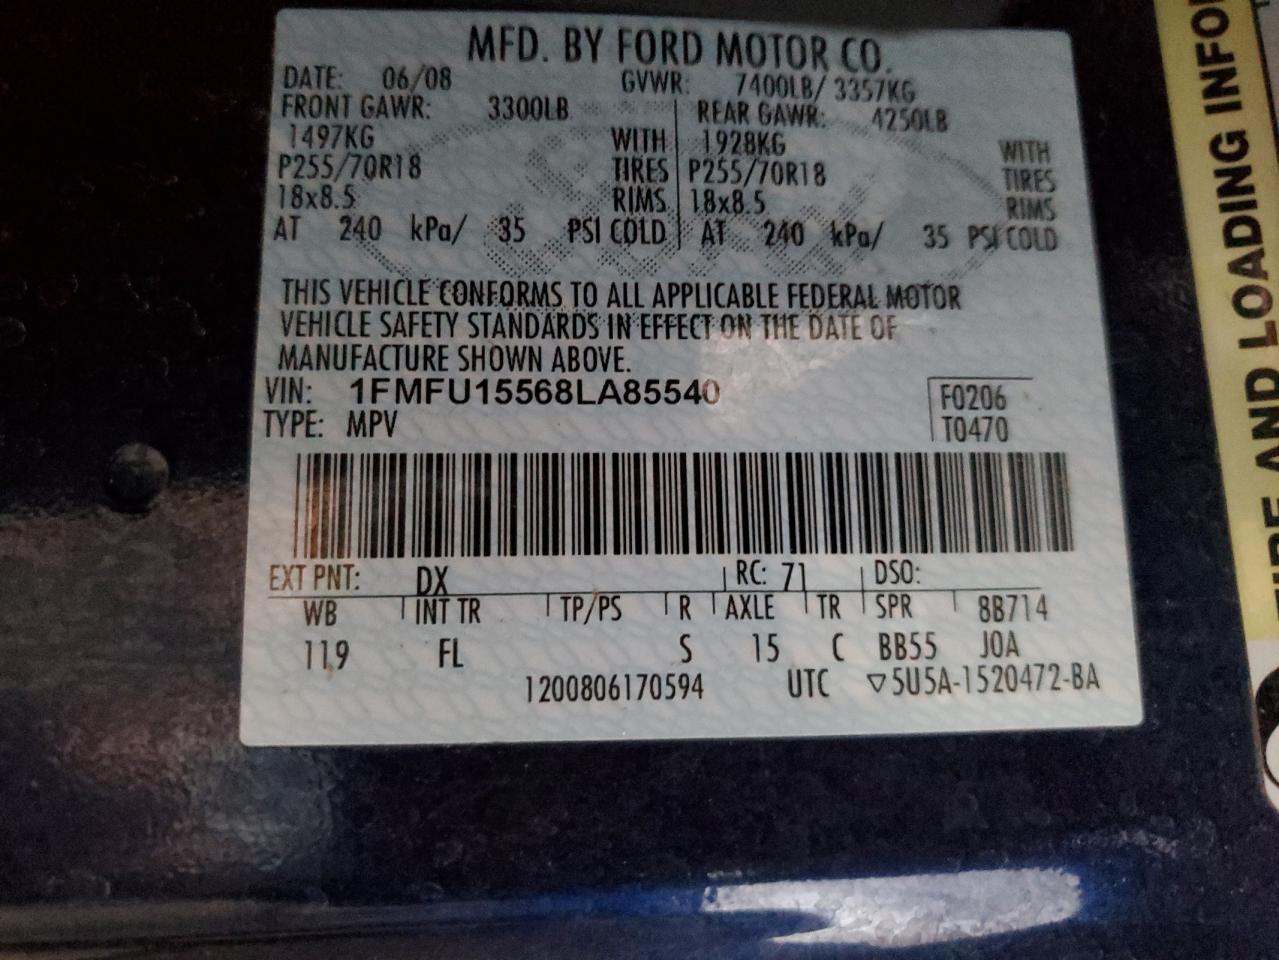 MFD. BY FORD MOTOR CO.
DATE: 06/08 GVWR: 7400LB/ 3357KG
FRONT GAWR: 3300LB REAR GAWR: 4250LB
1497KG WITH 1928KG WITH
P255/70R18 TIRES P255/70R18 TIRES
18x8.5 RIMS 18x8.5 RIMS
AT 240 kPa/ 35 PSI COLD AT 240 kPa/ 35 PSI COLD
THIS VEHICLE CONFORMS TO ALL APPLICABLE FEDERAL MOTOR
VEHICLE SAFETY STANDARDS IN EFFECT ON THE DATE OF
MANUFACTURE SHOWN ABOVE.
VIN: 1FMFU15568LA85540 F0206
TYPE: MPV T0470
EXT PNT: DX RC: 71 DSO:
WB INT TR TP/PS R AXLE TR SPR 8B714
119 FL S 15 C BB55 JOA
1200806170594 UTC ▽5U5A-1520472-BA
TIRE AND LOADING INFO